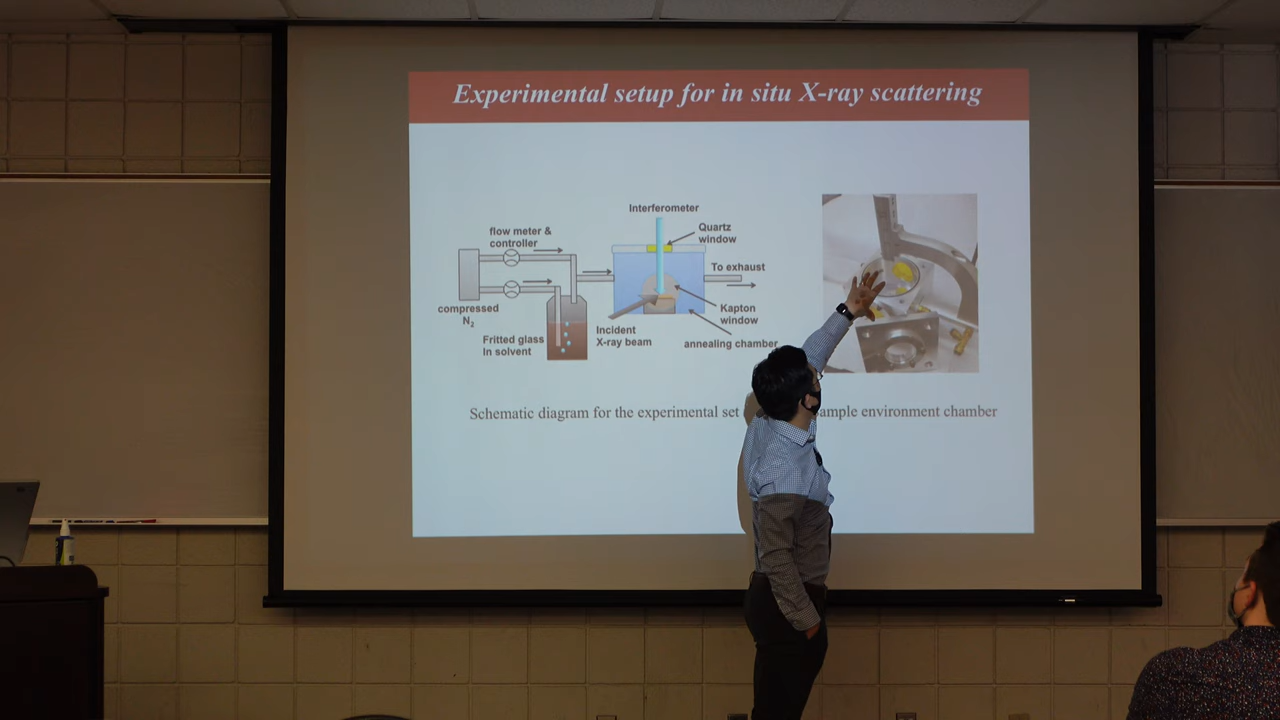 Experimental setup for in situ X-ray scattering
Interferometer
flow meter &
controller
Quartz
window
To exhaust
compressed
N2
Kapton
window
Incident
X-ray beam
Fritted glass
In solvent
annealing chamber
Schematic diagram for the experimental set ample environment chamber